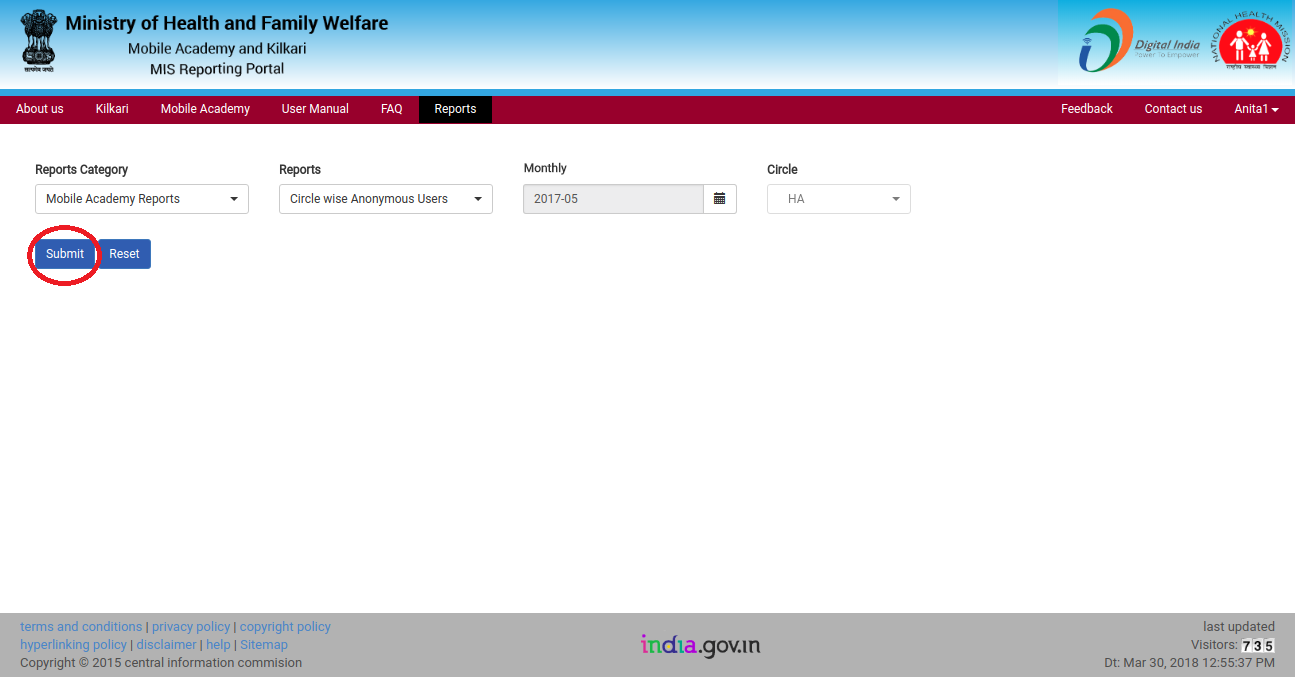 Ministry of Health and Family Welfare
Mobile Academy and Kilkari
MIS Reporting Portal
सत्यमेव जयते
Digital India
Power To Empower
NATIONAL HEALTH MISSION
राष्ट्रीय स्वास्थ्य मिशन
About us Kilkari Mobile Academy User Manual FAQ Reports Feedback Contact us Anita1
Reports Category Reports Monthly Circle
Mobile Academy Reports Circle wise Anonymous Users 2017-05 HA
Submit Reset
terms and conditions | privacy policy | copyright policy
hyperlinking policy | disclaimer | help | Sitemap
Copyright © 2015 central information commision
india.gov.in
last updated
Visitors: 735
Dt: Mar 30, 2018 12:55:37 PM